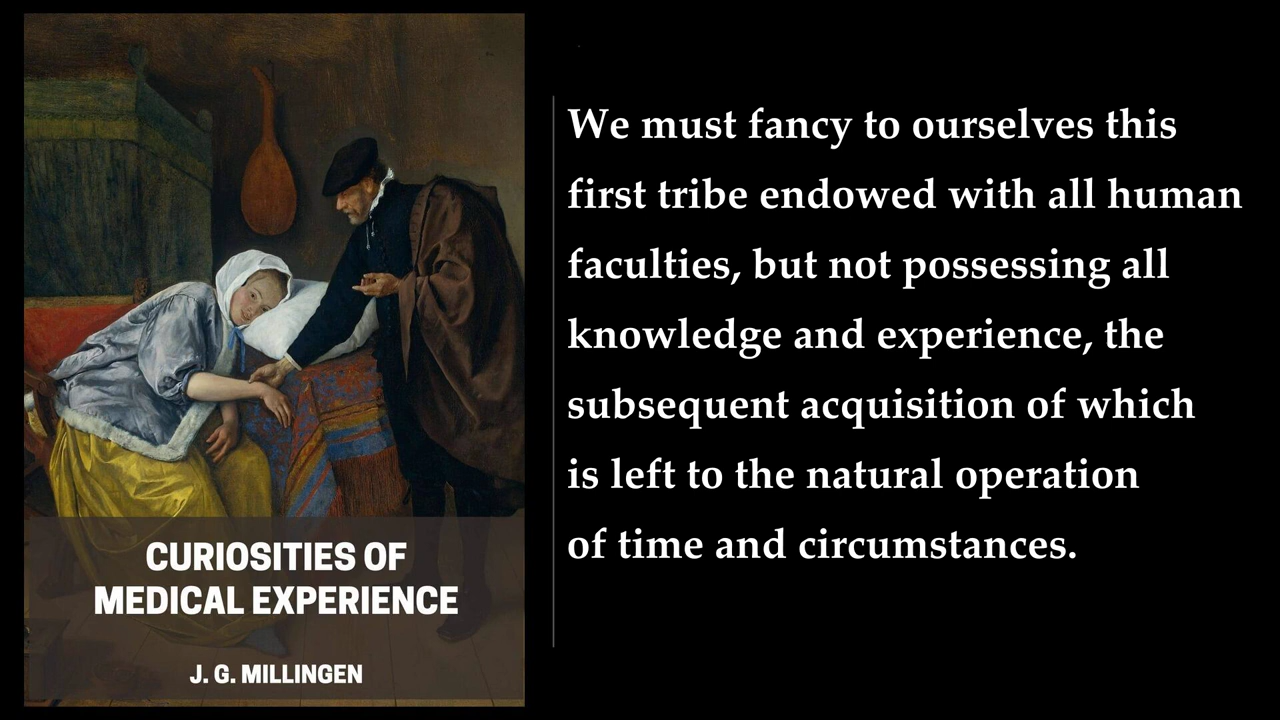 CURIOSITIES OF
MEDICAL EXPERIENCE
J. G. MILLINGEN
We must fancy to ourselves this
first tribe endowed with all human
faculties, but not possessing all
knowledge and experience, the
subsequent acquisition of which
is left to the natural operation
of time and circumstances.